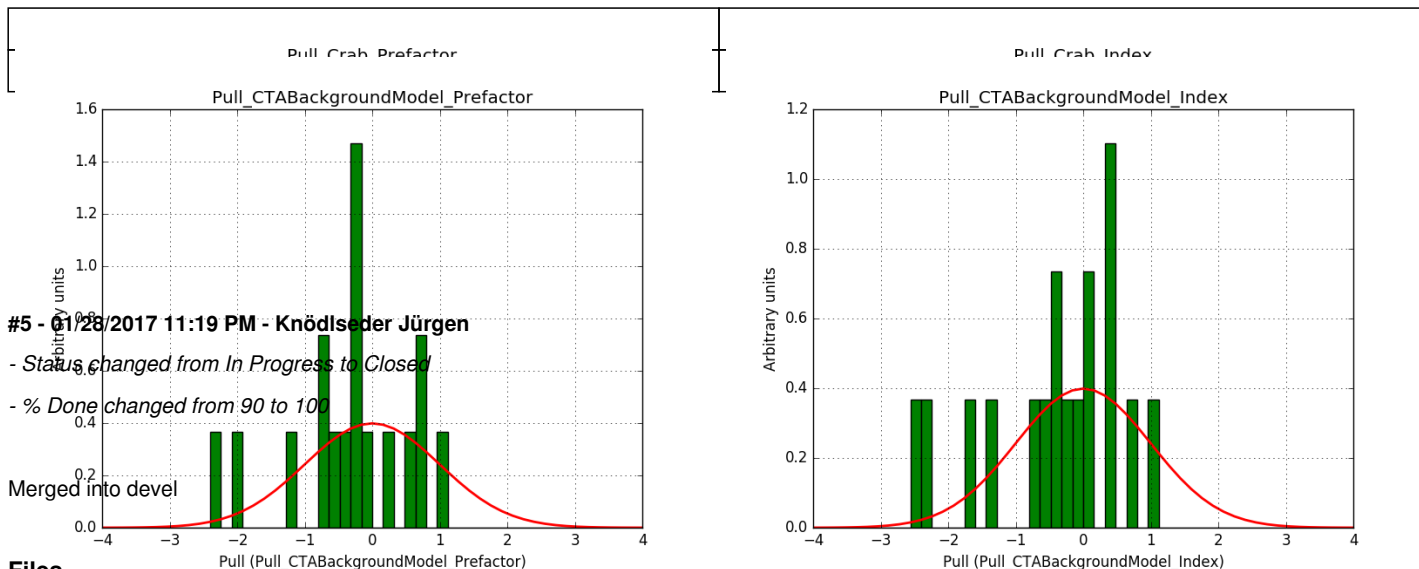 Pull_Crab_Prefactor
Pull_Crab_Index
Pull_CTABackgroundModel_Prefactor
1.6
1.4
1.2
1.0
0.8
0.6
0.4
0.2
0.0
−4 −3 −2 −1 0 1 2 3 4
Arbitrary units
Pull (Pull_CTABackgroundModel_Prefactor)
Pull_CTABackgroundModel_Index
1.2
1.0
0.8
0.6
0.4
0.2
0.0
−4 −3 −2 −1 0 1 2 3 4
Arbitrary units
Pull (Pull_CTABackgroundModel_Index)
#5 - 01/28/2017 11:19 PM - Knödlseder Jürgen
- Status changed from In Progress to Closed
- % Done changed from 90 to 100
Merged into devel
Files